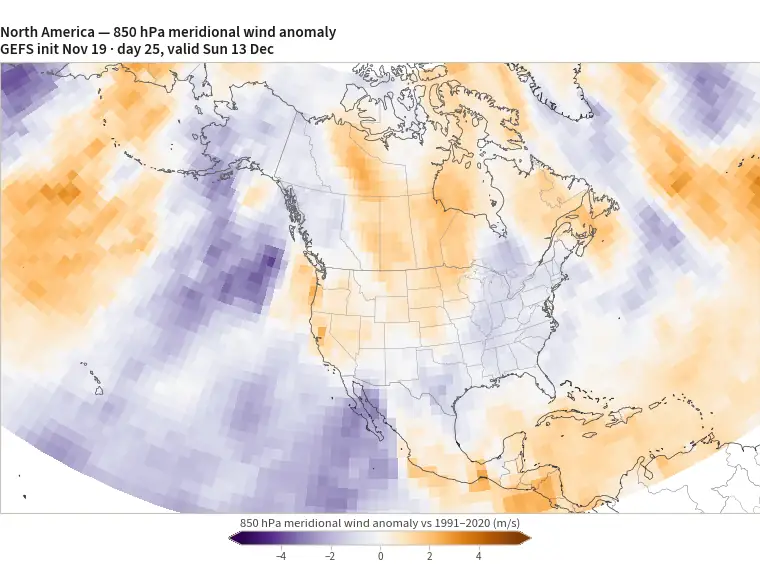 North America — 850 hPa meridional wind anomaly
GEFS init Nov 19 · day 25, valid Sun 13 Dec
850 hPa meridional wind anomaly vs 1991–2020 (m/s)
−4 −2 0 2 4